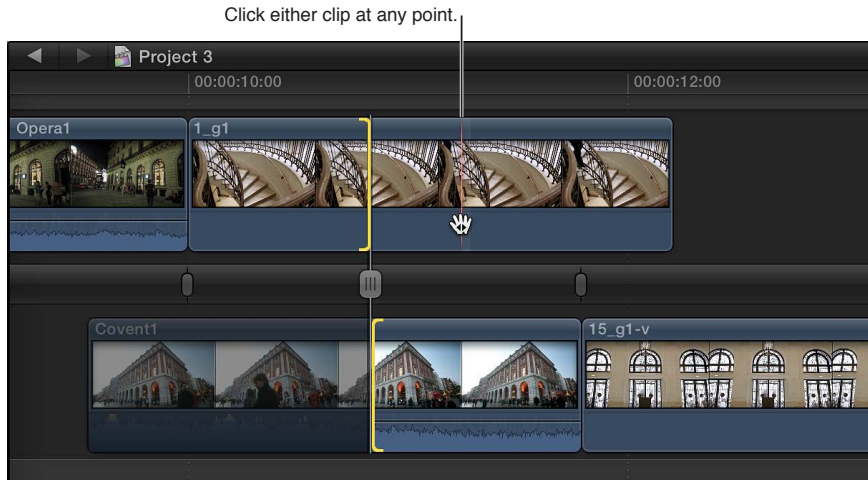 Click either clip at any point.
Project 3
00:00:10:00
00:00:12:00
Opera1
1_g1
Covent1
15_g1-v